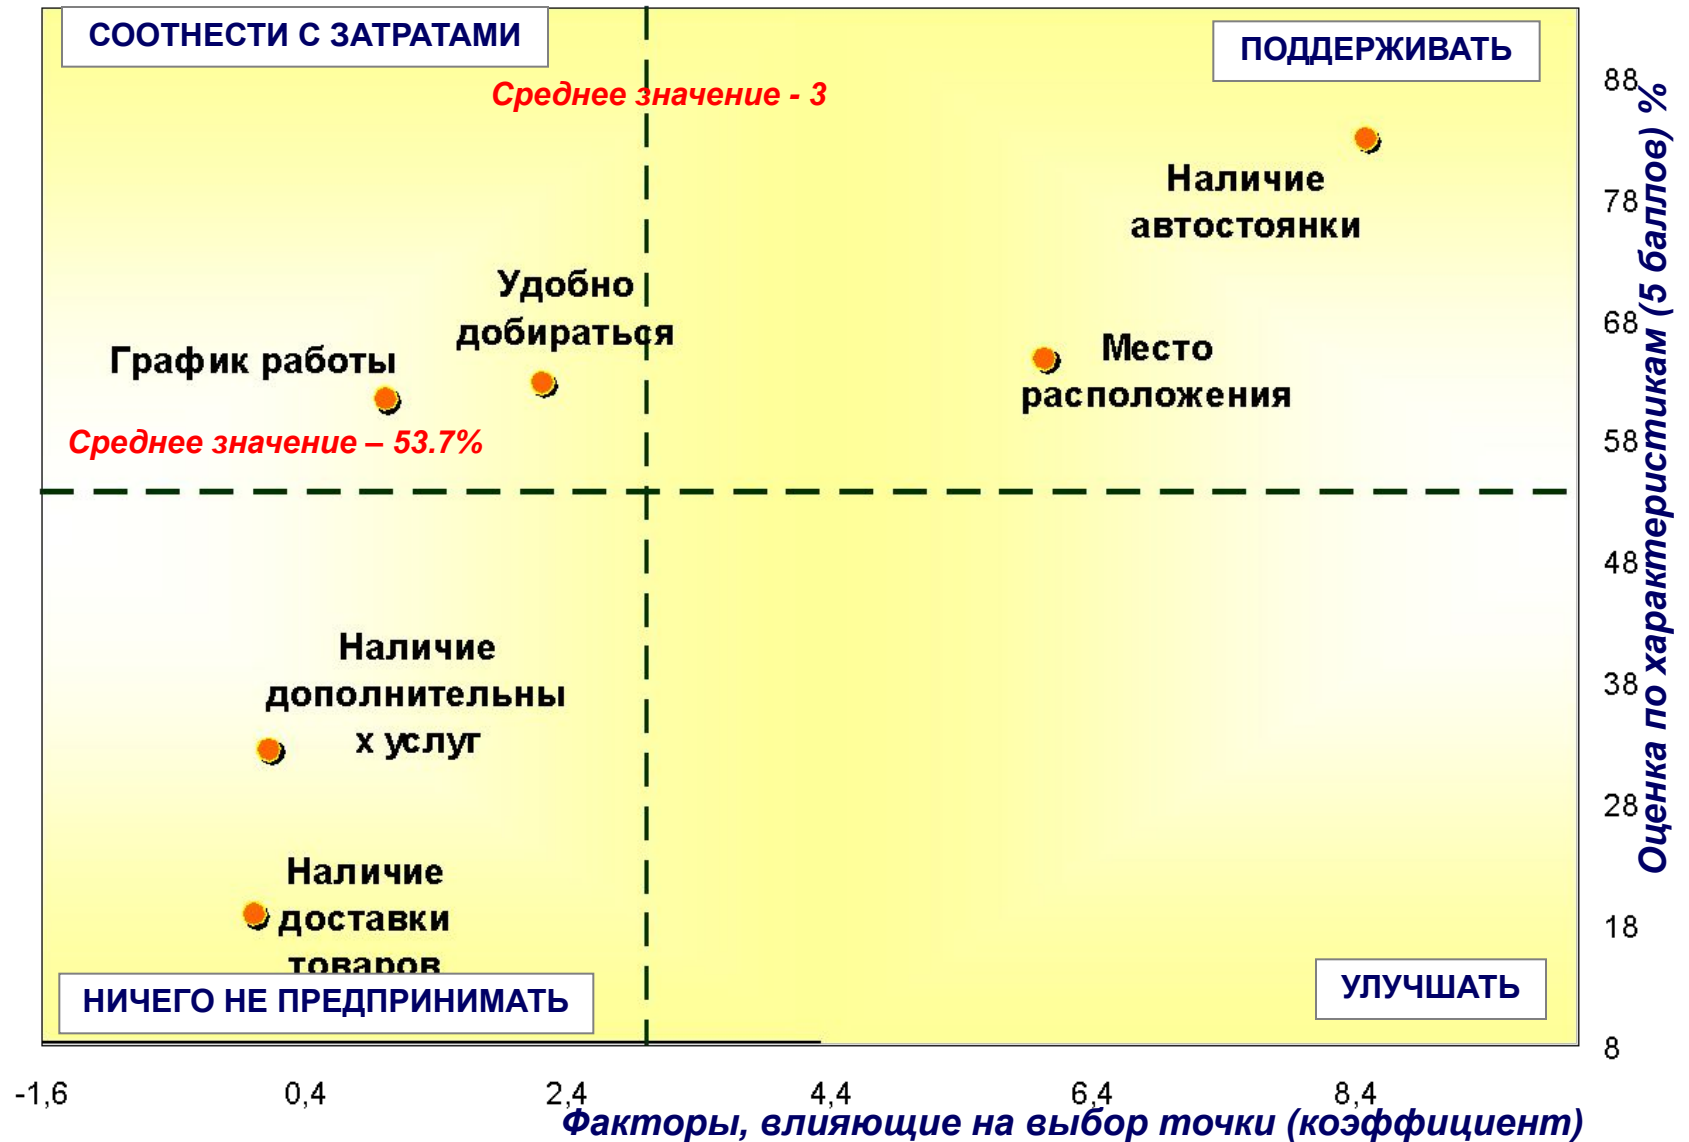 СООТНЕСТИ С ЗАТРАТАМИ
ПОДДЕРЖИВАТЬ
Среднее значение - 3
88
Наличие
автостоянки
78
Удобно
добираться
68
График работы
Место
расположения
Среднее значение – 53.7%
58
48
Наличие
дополнительны
х услуг
38
28
Наличие
доставки
товаров
18
НИЧЕГО НЕ ПРЕДПРИНИМАТЬ
УЛУЧШАТЬ
8
Оценка по характеристикам (5 баллов) %
-1,6 0,4 2,4 4,4 6,4 8,4
Факторы, влияющие на выбор точки (коэффициент)